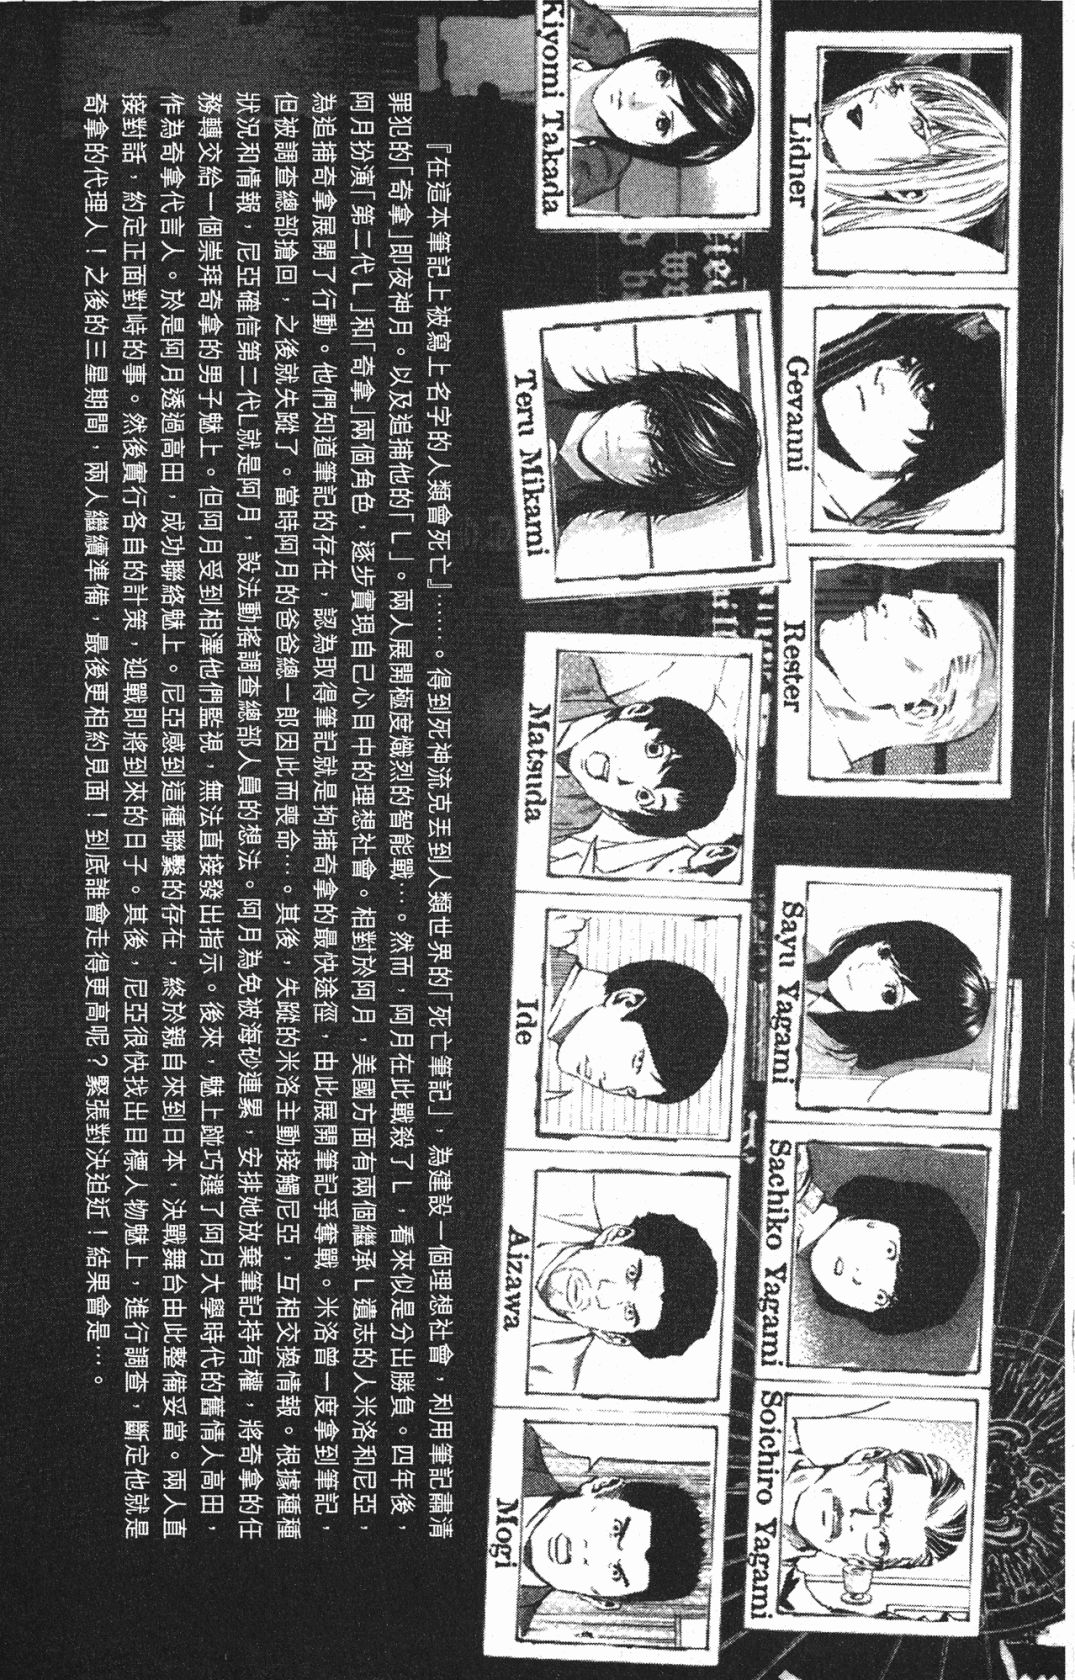 Lidner
Gevanni
Rester
Sayu Yagami
Sachiko Yagami
Soichiro Yagami
Kiyomi Takada
Teru Mikami
Matsuda
Ide
Aizawa
Mogi
『在這本筆記上被寫上名字的人類會死亡』……。得到死神流克丟到人類世界的「死亡筆記」，為建設一個理想社會，利用筆記肅清
罪犯的「奇拿」即夜神月。以及追捕他的「L」。兩人展開極度熾烈的智能戰…。然而，阿月在此戰殺了L，看來似是分出勝負。四年後，
阿月扮演「第二代L」和「奇拿」兩個角色，逐步實現自己心目中的理想社會。相對於阿月，美國方面有兩個繼承L遺志的人米洛和尼亞，
為追捕奇拿展開了行動。他們知道筆記的存在，認為取得筆記就是拘捕奇拿的最快途徑，由此展開筆記爭奪戰。米洛曾一度拿到筆記，
但被調查總部搶回，之後就失蹤了。當時阿月的爸爸總一郎因此而喪命…。其後，失蹤的米洛主動接觸尼亞，互相交換情報。根據種種
狀況和情報，尼亞確信第二代L就是阿月，設法動搖調查總部人員的想法。阿月為免被海砂連累，安排她放棄筆記持有權，將奇拿的任
務轉交給一個崇拜奇拿的男子魅上。但阿月受到相澤他們監視，無法直接發出指示。後來，魅上踫巧選了阿月大學時代的舊情人高田，
作為奇拿代言人。於是阿月透過高田，成功聯絡魅上。尼亞感到這種聯繫的存在，終於親自來到日本，決戰舞台由此整備妥當。兩人直
接對話，約定正面對峙的事。然後實行各自的計策，迎戰即將到來的日子。其後，尼亞很快找出目標人物魅上，進行調查，斷定他就是
奇拿的代理人！之後的三星期間，兩人繼續準備，最後更相約見面！到底誰會走得更高呢？緊張對決迫近！結果會是…。